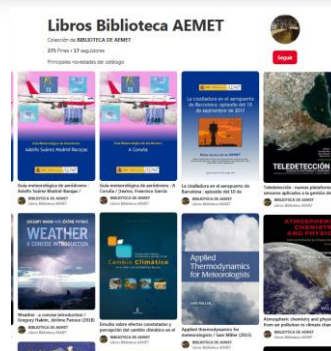 Libros Biblioteca AEMET
Colección de BIBLIOTECA DE AEMET
275 Pines • 37 seguidores
Principales novedades de catálogo
Seguir
Guía Meteorológica de Aeródromo
Adolfo Suárez Madrid-Barajas
Guía Meteorológica de Aeródromo
A Coruña
La ciudadura en el aeropuerto
de Barcelona: episodio del 10
de septiembre de 2017
TELEDETECCIÓN
Guía meteorológica de aeródromo :
Adolfo Suárez Madrid-Barajas /
BIBLIOTECA DE AEMET
Libros Biblioteca AEMET
Guía meteorológica de aeródromo : A
Coruña / [textos, Francisco García
BIBLIOTECA DE AEMET
Libros Biblioteca AEMET
La ciudadura en el aeropuerto de
Barcelona : episodio del 10 de
BIBLIOTECA DE AEMET
Libros Biblioteca AEMET
Teledetección : nuevas plataformas
sensores aplicados a la gestión de
BIBLIOTECA DE AEMET
Libros Biblioteca AEMET
GREGORY HAKIM AND JÉRÔME PATOUX
WEATHER
A CONCISE INTRODUCTION
Cambio Climático
Applied
Thermodynamics
for Meteorologists
SAM MILLER
ATMOSPHERIC
CHEMISTRY
AND PHYSICS
Weather : a concise introduction /
Gregory Hakim, Jérôme Patoux (2018)
BIBLIOTECA DE AEMET
Libros Biblioteca AEMET
Estudio sobre efectos constatados y
percepción del cambio climático en el
BIBLIOTECA DE AEMET
Libros Biblioteca AEMET
Applied thermodynamics for
meteorologists / Sam Miller (2015)
BIBLIOTECA DE AEMET
Libros Biblioteca AEMET
Atmospheric chemistry and physics
from air pollution to climate chan
BIBLIOTECA DE AEMET
Libros Biblioteca AEMET